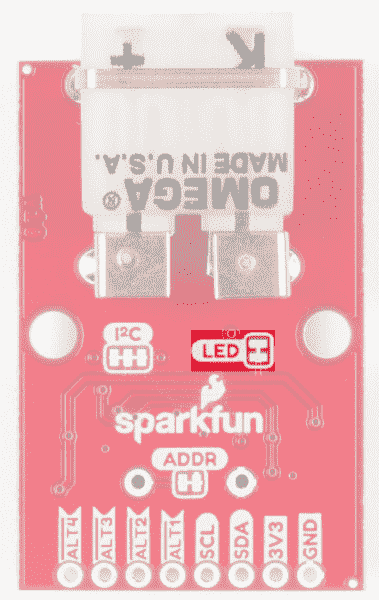 + K
MADE IN U.S.A.
OMEGA®
I²C
LED
sparkfun
ADDR
ALT4 ALT3 ALT2 ALT1 SCL SDA 3V3 GND